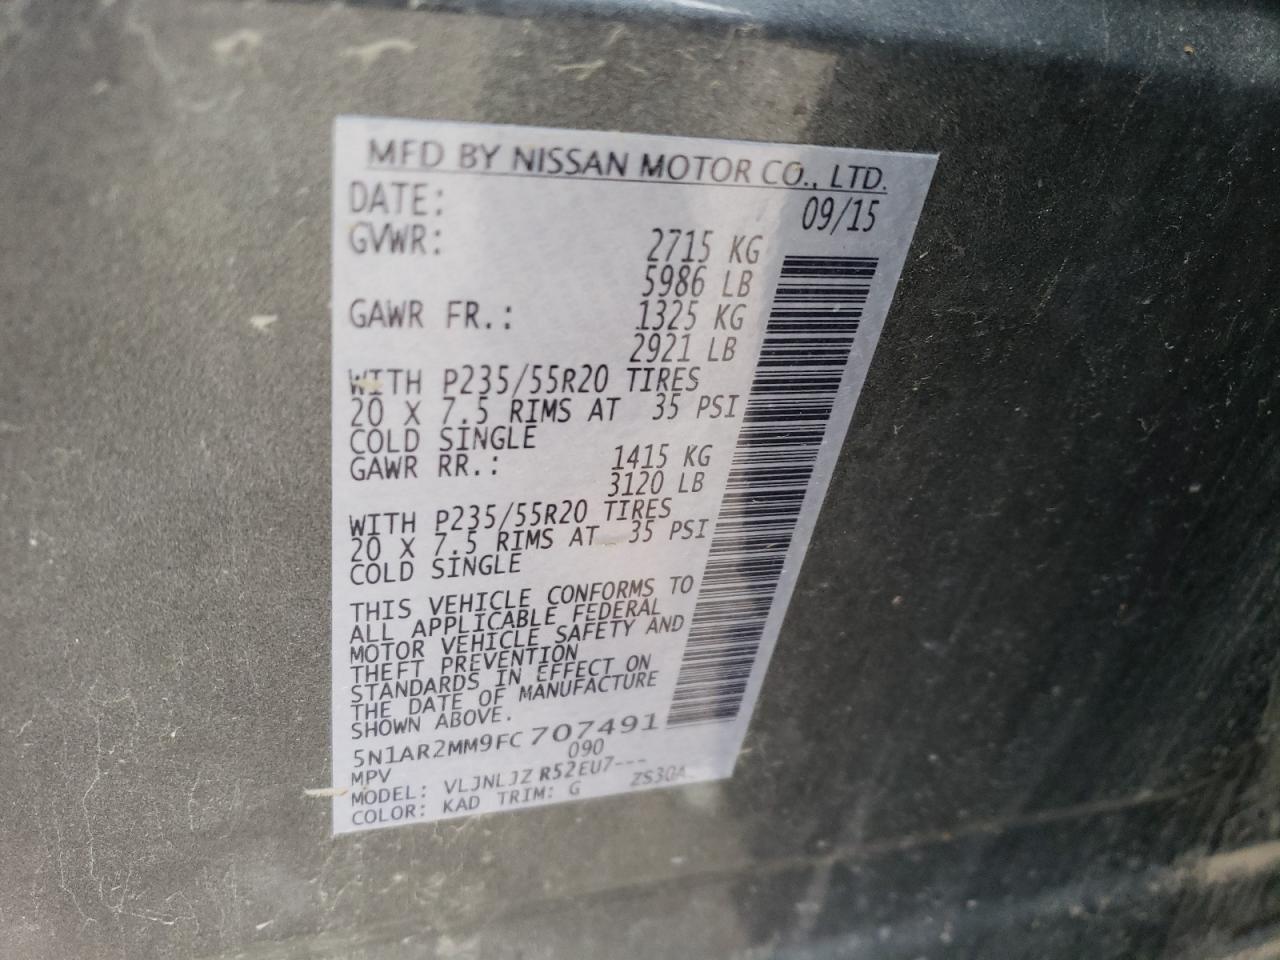 MFD BY NISSAN MOTOR CO., LTD.
DATE: 09/15
GVWR: 2715 KG
5986 LB
GAWR FR.: 1325 KG
2921 LB
WITH P235/55R20 TIRES
20 X 7.5 RIMS AT 35 PSI
COLD SINGLE
GAWR RR.: 1415 KG
3120 LB
WITH P235/55R20 TIRES
20 X 7.5 RIMS AT 35 PSI
COLD SINGLE
THIS VEHICLE CONFORMS TO
ALL APPLICABLE FEDERAL
MOTOR VEHICLE SAFETY AND
THEFT PREVENTION
STANDARDS IN EFFECT ON
THE DATE OF MANUFACTURE
SHOWN ABOVE.
5N1AR2MM9FC707491
MPV 090
MODEL: VLJNLJZ R52EU7---
COLOR: KAD TRIM: G ZS30A